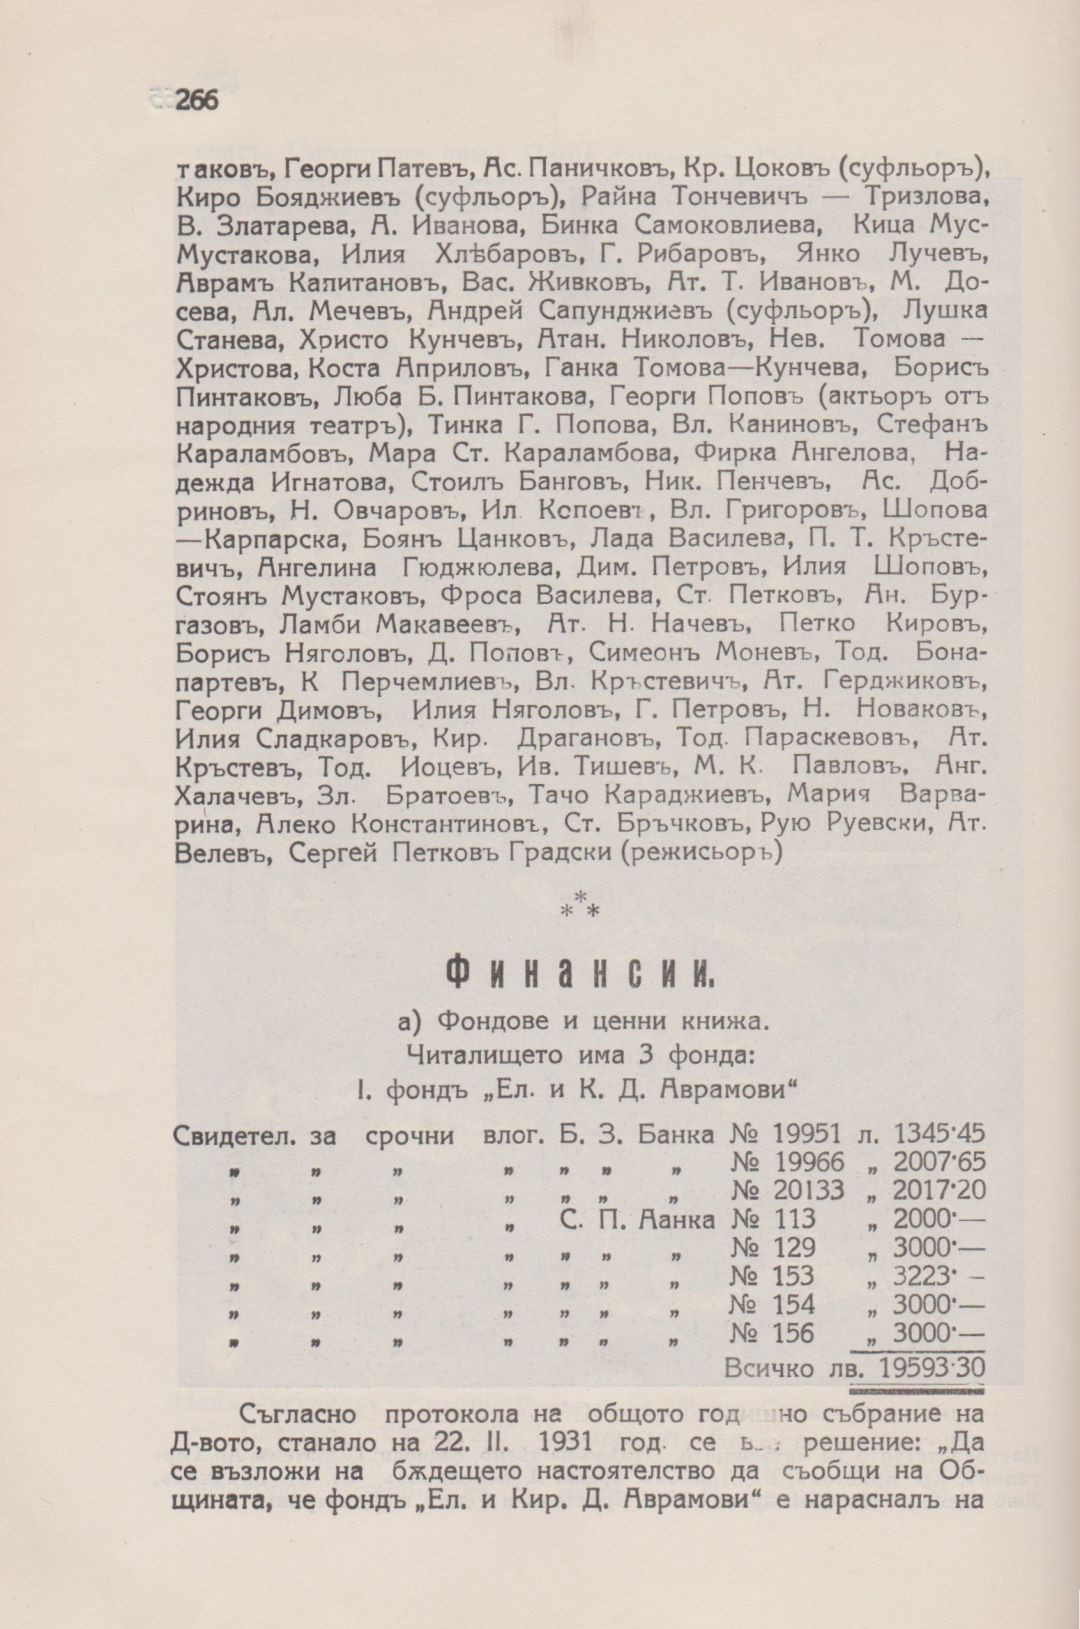 266
таковъ, Георги Патевъ, Ас. Паничковъ, Кр. Цоковъ (суфльоръ),
Киро Бояджиевъ (суфльоръ), Райна Тончевичъ — Тризлова,
В. Златарева, А. Иванова, Бинка Самоковлиева, Кица Мус-
Мустакова, Илия Хлѣбаровъ, Г. Рибаровъ, Янко Лучевъ,
Аврамъ Капитановъ, Вас. Живковъ, Ат. Т. Ивановъ, М. До-
сева, Ал. Мечевъ, Андрей Сапунджиевъ (суфльоръ), Лушка
Станева, Христо Кунчевъ, Атан. Николовъ, Нев. Томова —
Христова, Коста Априловъ, Ганка Томова—Кунчева, Борисъ
Пинтаковъ, Люба Б. Пинтакова, Георги Поповъ (актьоръ отъ
народния театръ), Тинка Г. Попова, Вл. Каниновъ, Стефанъ
Караламбовъ, Мара Ст. Караламбова, Фирка Ангелова, На-
дежда Игнатова, Стоилъ Банговъ, Ник. Пенчевъ, Ас. Доб-
риновъ, Н. Овчаровъ, Ил. Вл. Григоровъ, Шопова
—Карпарска, Боянъ Цанковъ, Лада Василева, П. Т. Кръсте-
вичъ, Ангелина Гюджюлева, Дим. Петровъ, Илия Шоповъ,
Стоянъ Мустаковъ, Фроса Василева, Ст. Петковъ, Ан. Бур-
газовъ, Ламби Макавеевъ, Ат. Н. Начевъ, Петко Кировъ,
Борисъ Няголовъ, Д. Поповъ, Симеонъ Моневъ, Тод. Бона-
партевъ, К Перчемлиевъ, Вл. Кръстевичъ, Ат. Герджиковъ,
Георги Димовъ, Илия Няголовъ, Г. Петровъ, Н. Новаковъ,
Илия Сладкаровъ, Кир. Драгановъ, Тод. Параскевовъ, Ат.
Кръстевъ, Тод. Иоцевъ, Ив. Тишевъ, М. К. Павловъ, Анг.
Халачевъ, Зл. Братоевъ, Тачо Караджиевъ, Мария Варва-
рина, Алеко Константиновъ, Ст. Бръчковъ, Рую Руевски, Ат.
Велевъ, Сергей Петковъ Градски (режисьоръ)
***
Финансии.
а) Фондове и ценни книжа.
Читалището има 3 фонда:
I. фондъ „Ел. и К. Д. Аврамови“
Свидетел. за срочни влог. Б. З. Банка № 19951 л. 1345·45
„ „ „ „ „ „ „ № 19966 „ 2007·65
„ „ „ „ „ „ „ № 20133 „ 2017·20
„ „ „ „ С. П. Аанка № 113 „ 2000·—
„ „ „ „ „ „ „ № 129 „ 3000·—
„ „ „ „ „ „ „ № 153 „ 3223· –
„ „ „ „ „ „ „ № 154 „ 3000·—
„ „ „ „ „ „ „ № 156 „ 3000·—
Всичко лв. 19593·30
Съгласно протокола на общото събрание на
Д-вото, станало на 22. II. 1931 год. се решение: „Да
се възложи на бѫдещето настоятелство да съобщи на Об-
щината, че фондъ „Ел. и Кир. Д. Аврамови“ е нарасналъ на